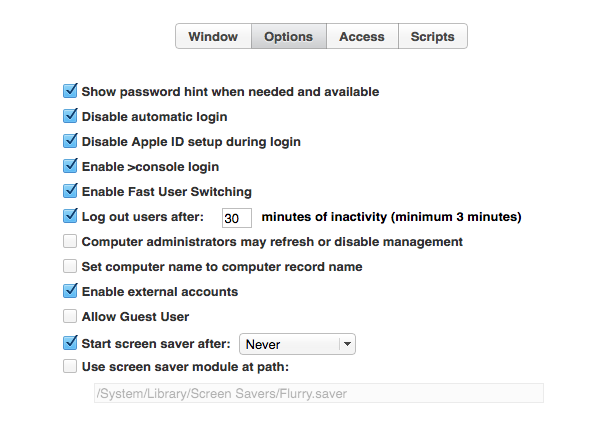 Window Options Access Scripts
Show password hint when needed and available
Disable automatic login
Disable Apple ID setup during login
Enable >console login
Enable Fast User Switching
Log out users after: 30 minutes of inactivity (minimum 3 minutes)
Computer administrators may refresh or disable management
Set computer name to computer record name
Enable external accounts
Allow Guest User
Start screen saver after: Never
Use screen saver module at path:
/System/Library/Screen Savers/Flurry.saver